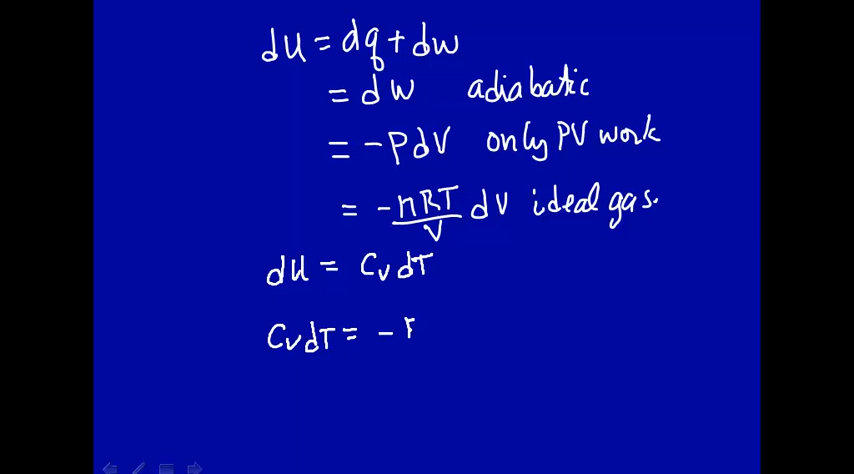 dU = dq + dw
= dw adiabatic
= -PdV only PV work
= -nRT/V dV ideal gas.
dU = CvdT
CvdT = -